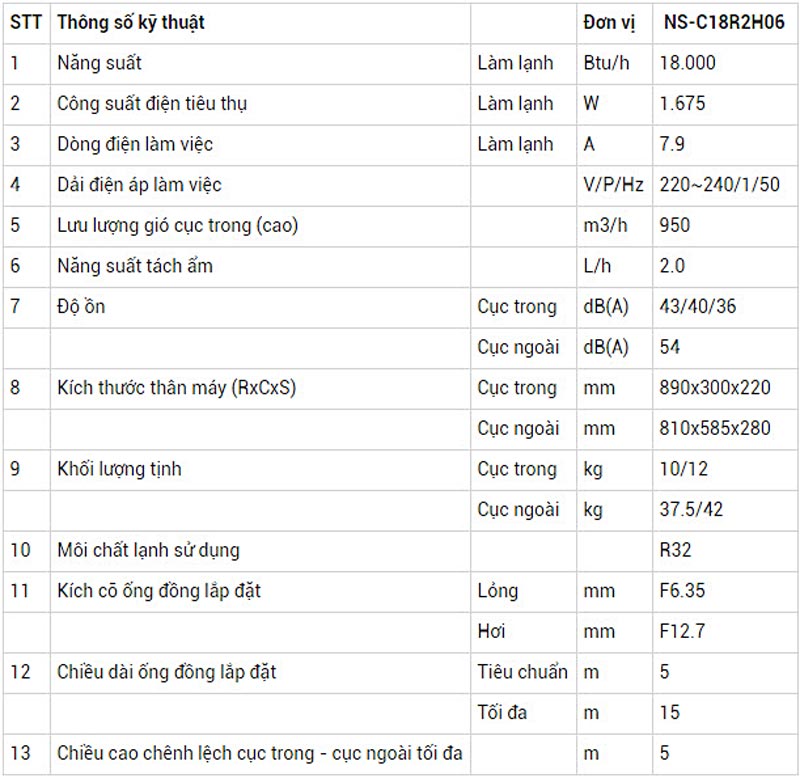 STT Thông số kỹ thuật Đơn vị NS-C18R2H06
1 Năng suất Làm lạnh Btu/h 18.000
2 Công suất điện tiêu thụ Làm lạnh W 1.675
3 Dòng điện làm việc Làm lạnh A 7.9
4 Dải điện áp làm việc V/P/Hz 220~240/1/50
5 Lưu lượng gió cục trong (cao) m3/h 950
6 Năng suất tách ẩm L/h 2.0
7 Độ ồn Cục trong dB(A) 43/40/36
Cục ngoài dB(A) 54
8 Kích thước thân máy (RxCxS) Cục trong mm 890x300x220
Cục ngoài mm 810x585x280
9 Khối lượng tịnh Cục trong kg 10/12
Cục ngoài kg 37.5/42
10 Môi chất lạnh sử dụng R32
11 Kích cỡ ống đồng lắp đặt Lỏng mm F6.35
Hơi mm F12.7
12 Chiều dài ống đồng lắp đặt Tiêu chuẩn m 5
Tối đa m 15
13 Chiều cao chênh lệch cục trong - cục ngoài tối đa m 5